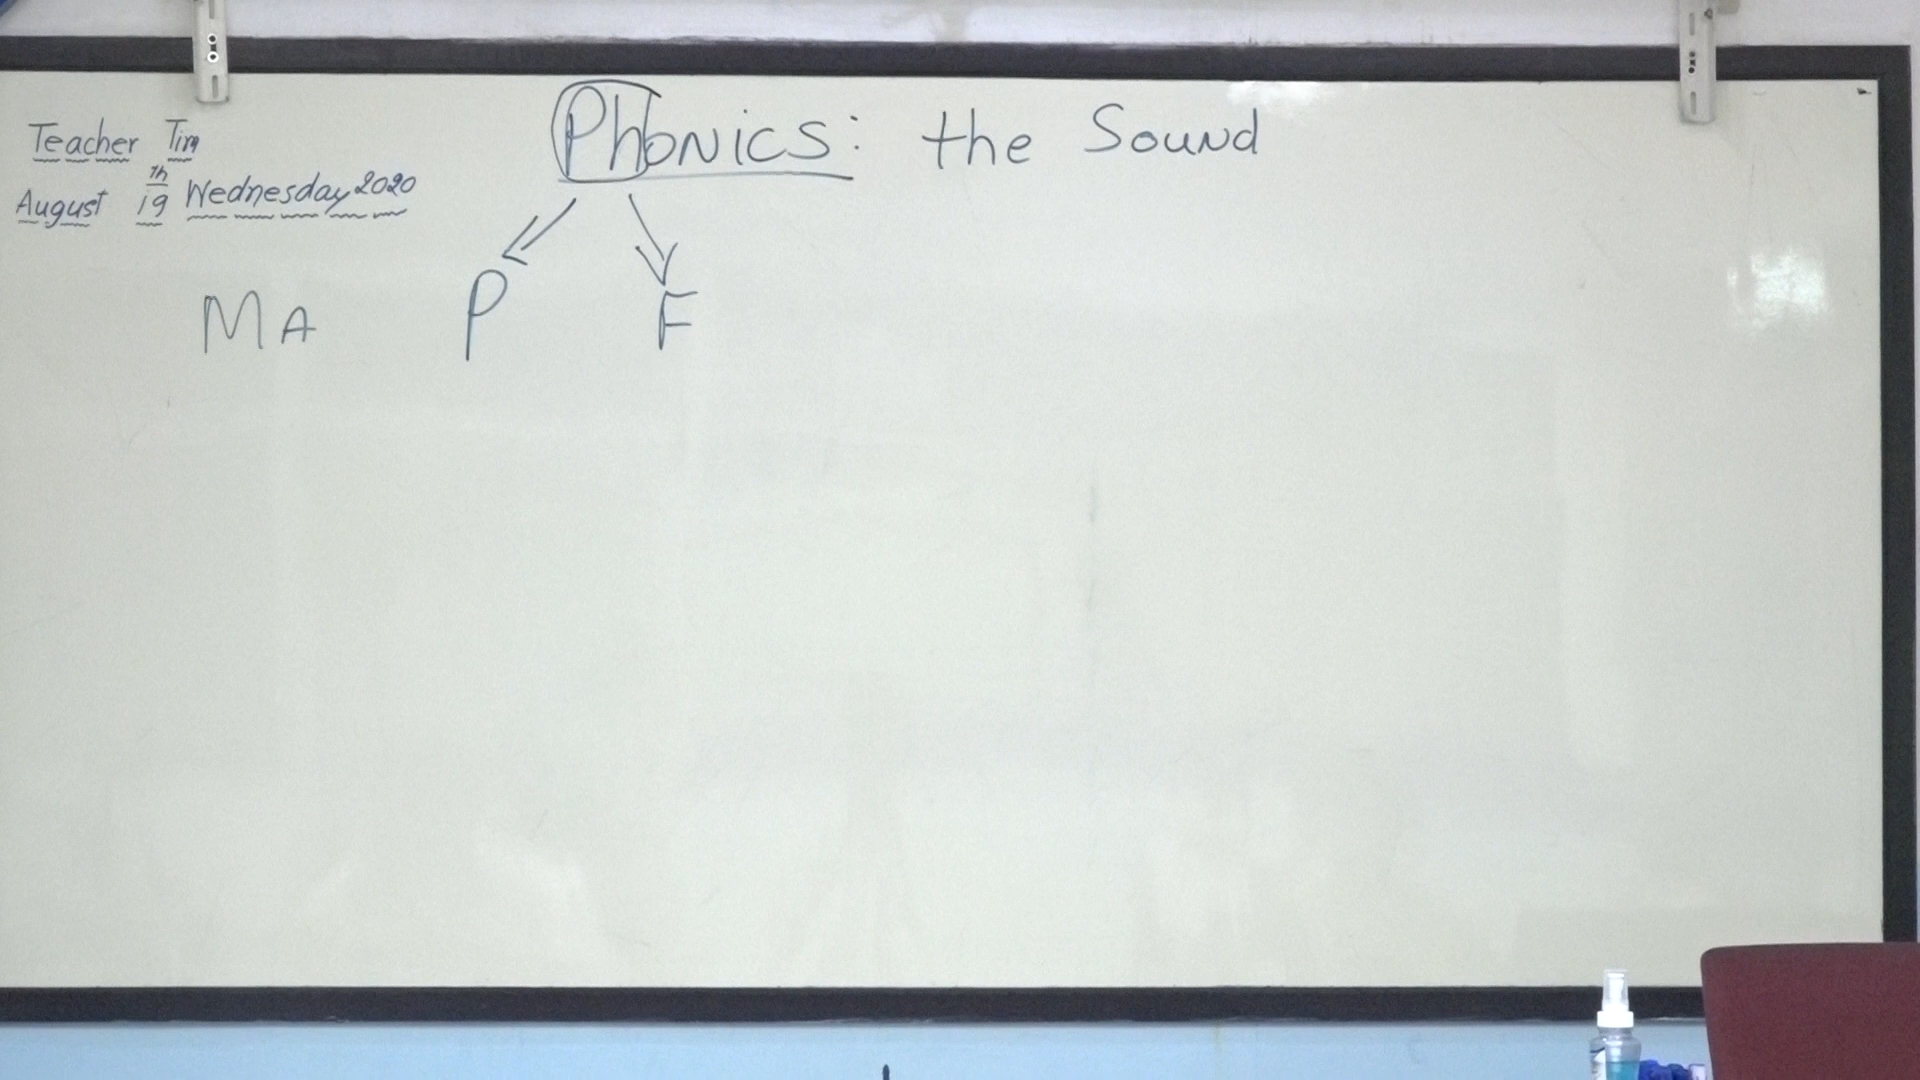 Phonics: the Sound
Teacher Tim
August 19th Wednesday, 2020
MA P F